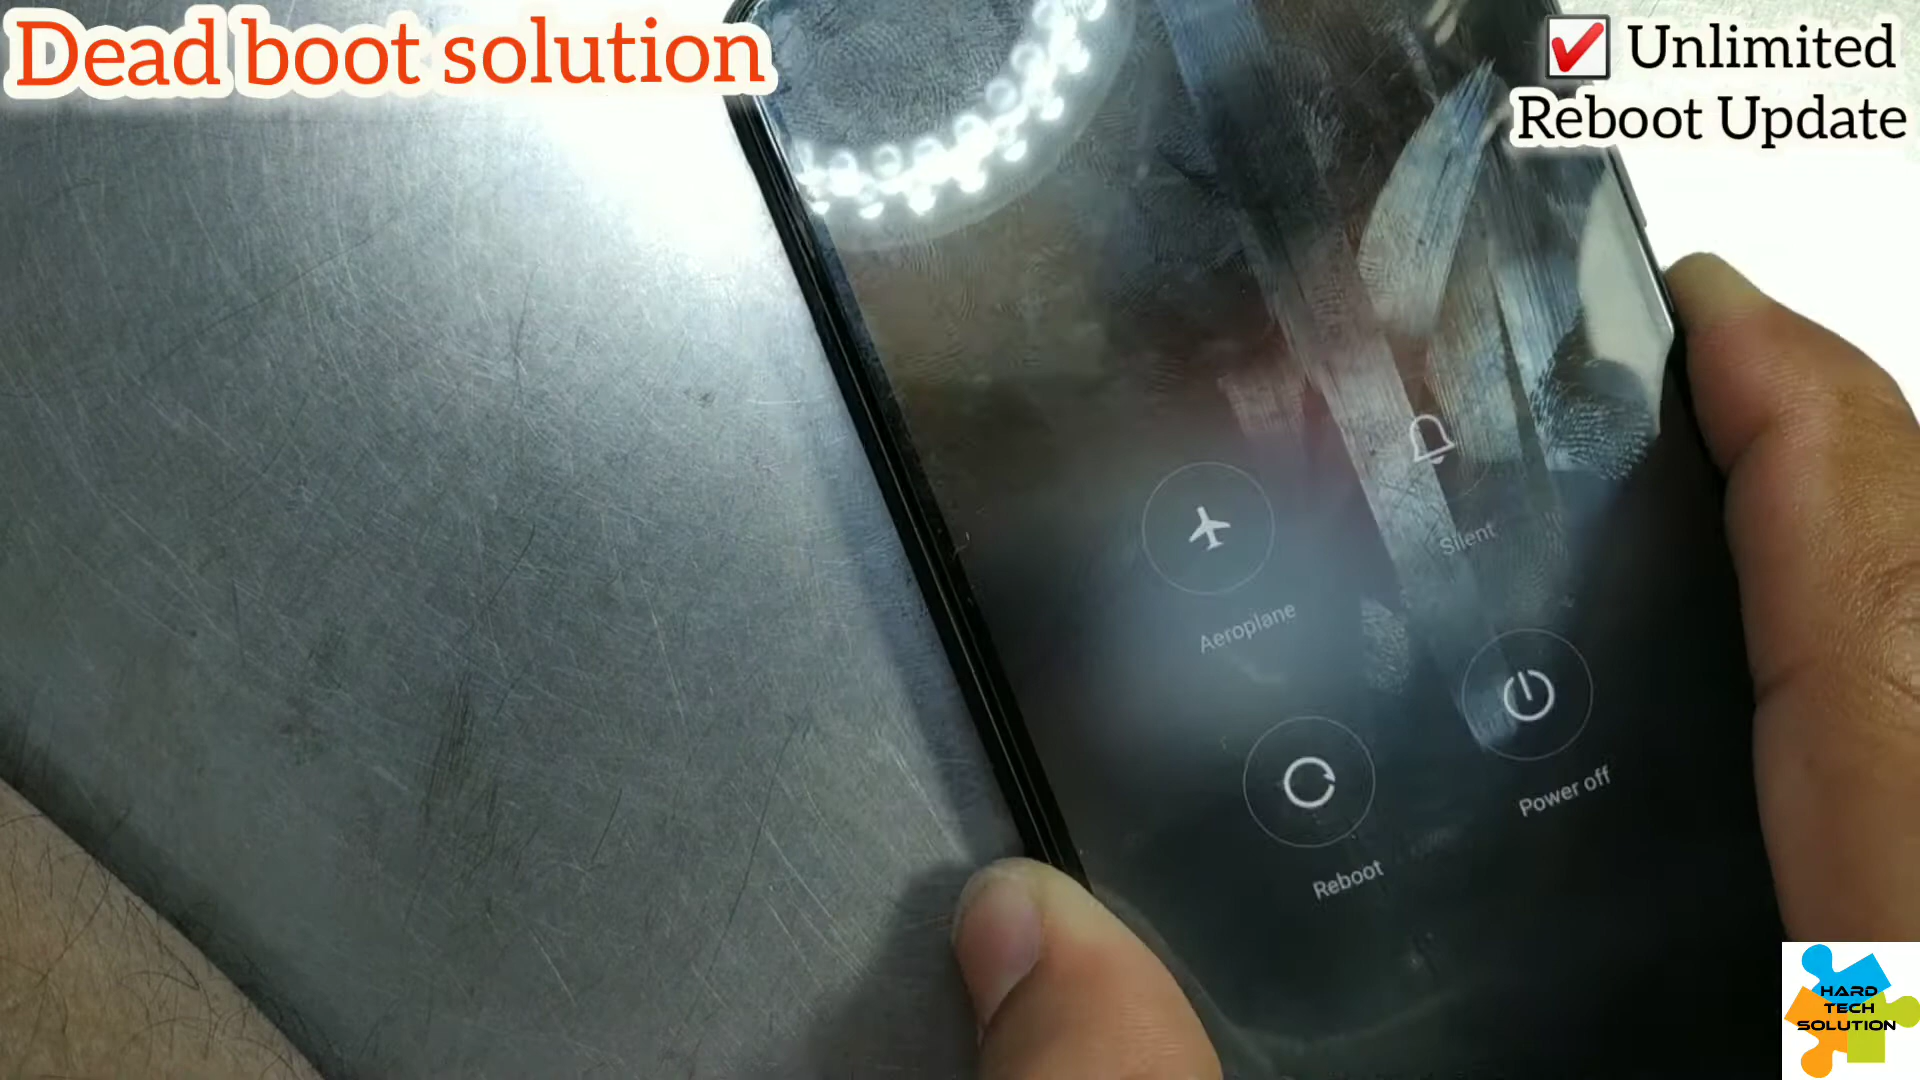 Dead boot solution
✅ Unlimited
Reboot Update
Silent
Aeroplane
Power off
Reboot
HARD
TECH
SOLUTION